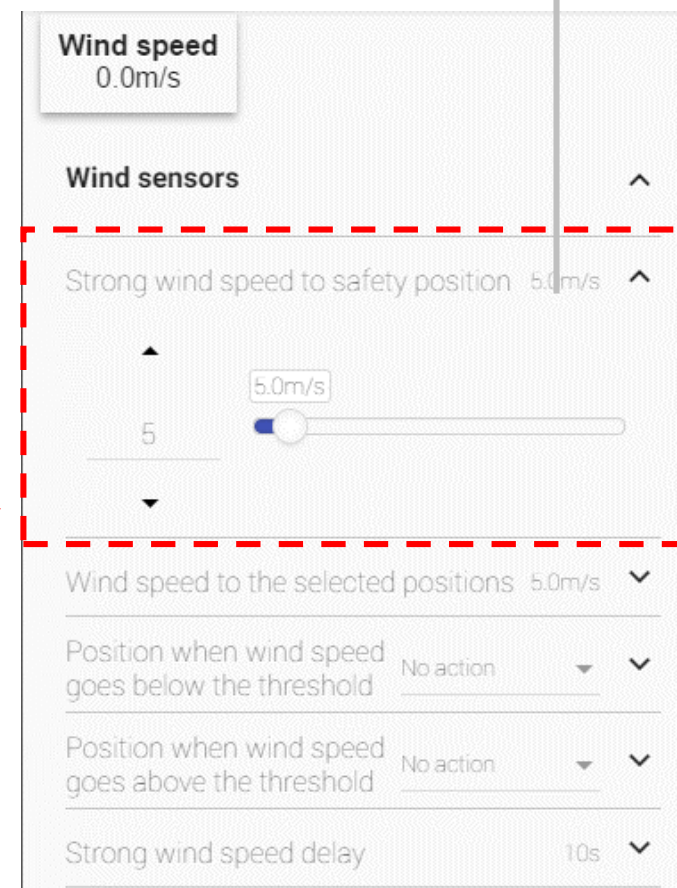 Wind speed
0.0m/s
Wind sensors
Strong wind speed to safety position 5.0m/s
5.0m/s
5
Wind speed to the selected positions 5.0m/s
Position when wind speed
goes below the threshold No action
Position when wind speed
goes above the threshold No action
Strong wind speed delay 10s